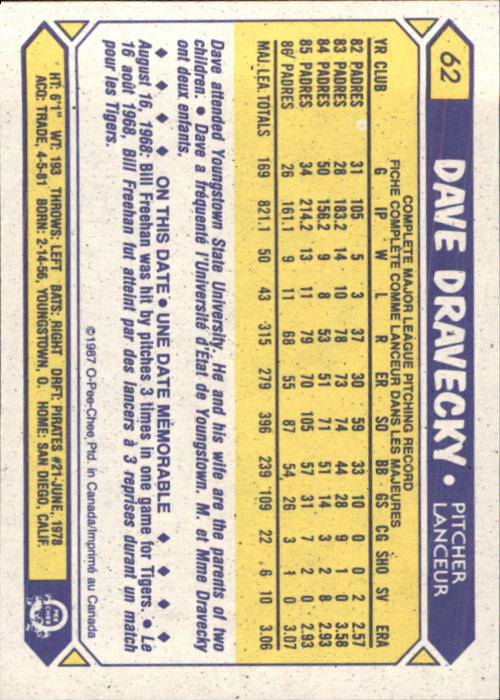 62
DAVE DRAVECKY • PITCHER
LANCEUR
COMPLETE MAJOR LEAGUE PITCHING RECORD
FICHE COMPLÈTE COMME LANCEUR DANS LES MAJEURES
YR CLUB G IP W L R ER SO BB GS CG SHO SV ERA
82 PADRES 31 105 5 3 37 30 59 33 10 0 0 2 2.57
83 PADRES 28 183.2 14 10 78 73 74 44 28 9 1 0 3.58
84 PADRES 50 156.2 9 8 53 51 71 51 14 3 2 8 2.93
85 PADRES 34 214.2 13 11 79 70 105 57 31 7 2 0 2.93
86 PADRES 26 161.1 9 11 68 55 87 54 26 3 1 0 3.07
MAJ. LEA. TOTALS 169 821.1 50 43 315 279 396 239 109 22 6 10 3.06
Dave attended Youngstown State University. He and his wife are the parents of two
children. • Dave a fréquenté l'Université d'État de Youngstown. M. et Mme Dravecky
ont deux enfants.
ON THIS DATE • UNE DATE MÉMORABLE
August 16, 1968: Bill Freehan was hit by pitches 3 times in one game for Tigers. • Le
16 août 1968, Bill Freehan fut atteint par des lancers à 3 reprises durant un match
pour les Tigers.
©1987 O-Pee-Chee Ptd. in Canada/Imprimé au Canada
HT: 6'1" WT: 193 THROWS: LEFT BATS: RIGHT DRFT: PIRATES #21-JUNE, 1978
ACQ: TRADE, 4-5-81 BORN: 2-14-56, YOUNGSTOWN, O. HOME: SAN DIEGO, CALIF.